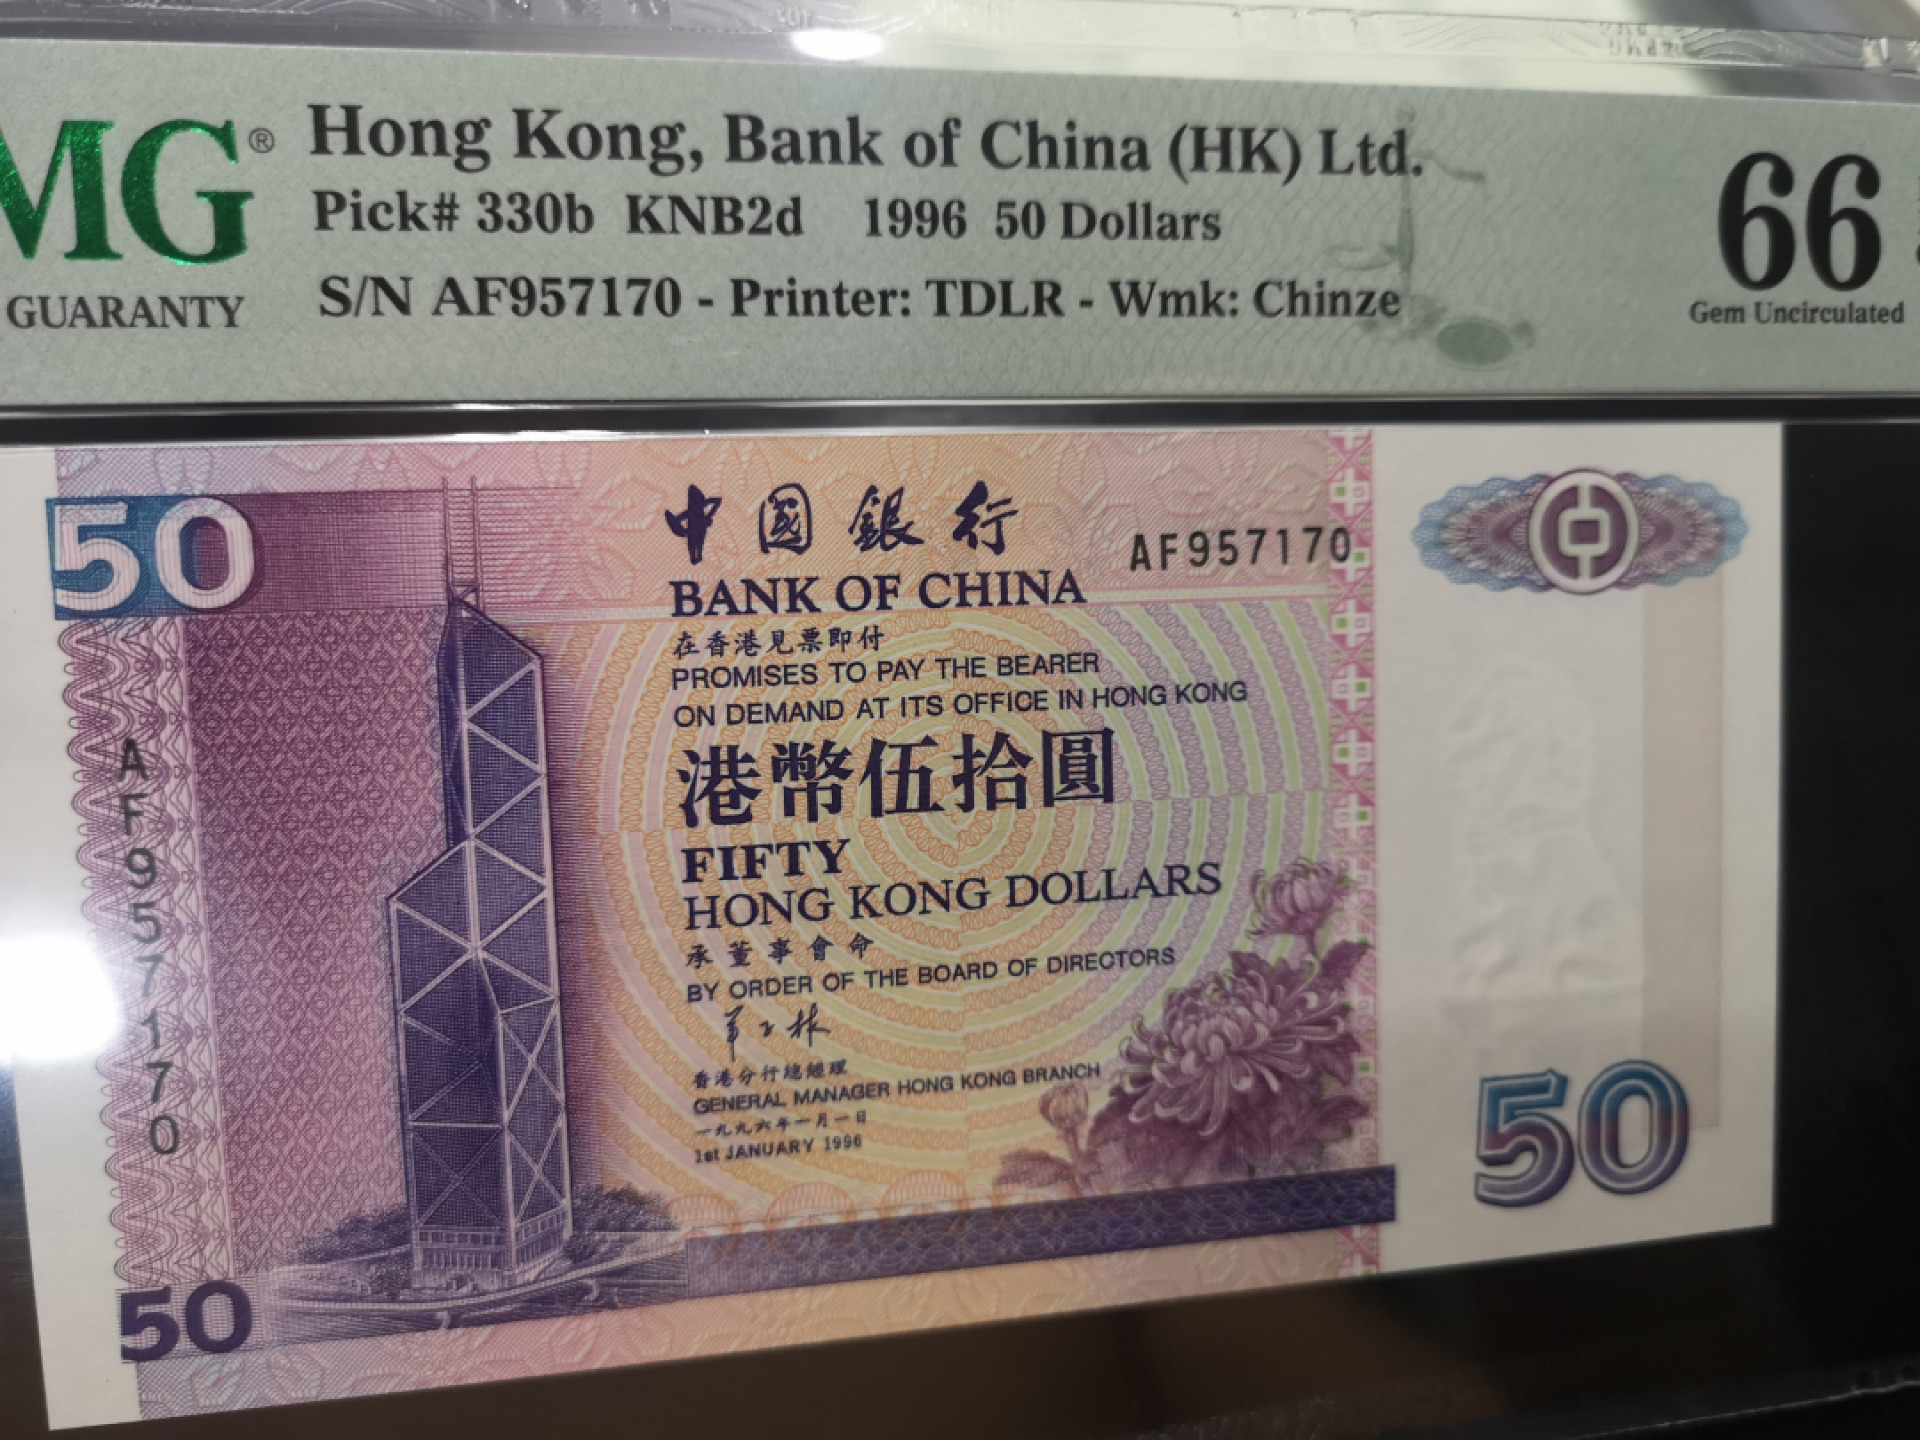 MG®
GUARANTY
Hong Kong, Bank of China (HK) Ltd.
Pick# 330b KNB2d 1996 50 Dollars
S/N AF957170 - Printer: TDLR - Wmk: Chinze
66
Gem Uncirculated
50
中國銀行
BANK OF CHINA
AF957170
在香港見票即付
PROMISES TO PAY THE BEARER
ON DEMAND AT ITS OFFICE IN HONG KONG
港幣伍拾圓
FIFTY
HONG KONG DOLLARS
承董事會命
BY ORDER OF THE BOARD OF DIRECTORS
香港分行總經理
GENERAL MANAGER HONG KONG BRANCH
一九九六年一月一日
1st JANUARY 1996
AF957170
50
50